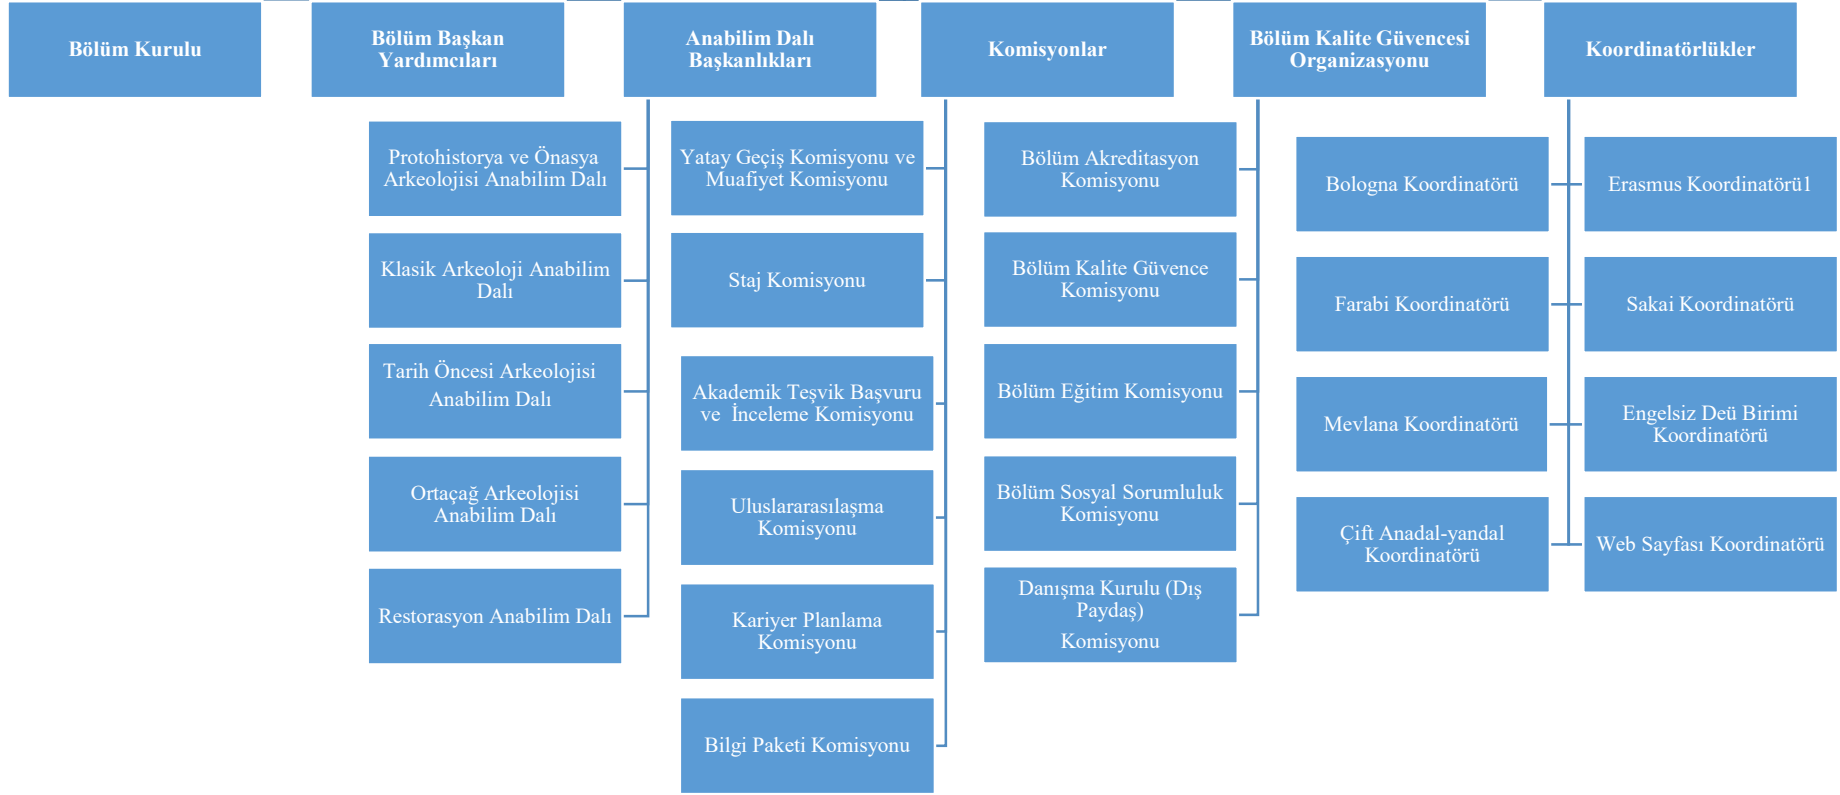 Bölüm Kurulu
Bölüm Başkan
Yardımcıları
Anabilim Dalı
Başkanlıkları
Komisyonlar
Bölüm Kalite Güvencesi
Organizasyonu
Koordinatörlükler
Protohistorya ve Önasya
Arkeolojisi Anabilim Dalı
Klasik Arkeoloji Anabilim
Dalı
Tarih Öncesi Arkeolojisi
Anabilim Dalı
Ortaçağ Arkeolojisi
Anabilim Dalı
Restorasyon Anabilim Dalı
Yatay Geçiş Komisyonu ve
Muafiyet Komisyonu
Staj Komisyonu
Akademik Teşvik Başvuru
ve İnceleme Komisyonu
Uluslararasılaşma
Komisyonu
Kariyer Planlama
Komisyonu
Bilgi Paketi Komisyonu
Bölüm Akreditasyon
Komisyonu
Bölüm Kalite Güvence
Komisyonu
Bölüm Eğitim Komisyonu
Bölüm Sosyal Sorumluluk
Komisyonu
Danışma Kurulu (Dış
Paydaş)
Komisyonu
Bologna Koordinatörü
Erasmus Koordinatörü1
Farabi Koordinatörü
Sakai Koordinatörü
Mevlana Koordinatörü
Engelsiz Deü Birimi
Koordinatörü
Çift Anadal-yandal
Koordinatörü
Web Sayfası Koordinatörü